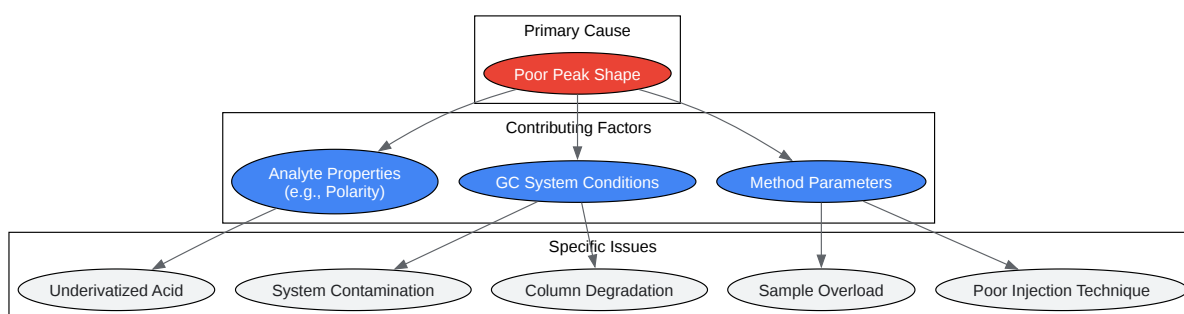 Primary Cause
Poor Peak Shape
Contributing Factors
Analyte Properties
(e.g., Polarity)
GC System Conditions
Method Parameters
Specific Issues
Underivatized Acid
System Contamination
Column Degradation
Sample Overload
Poor Injection Technique